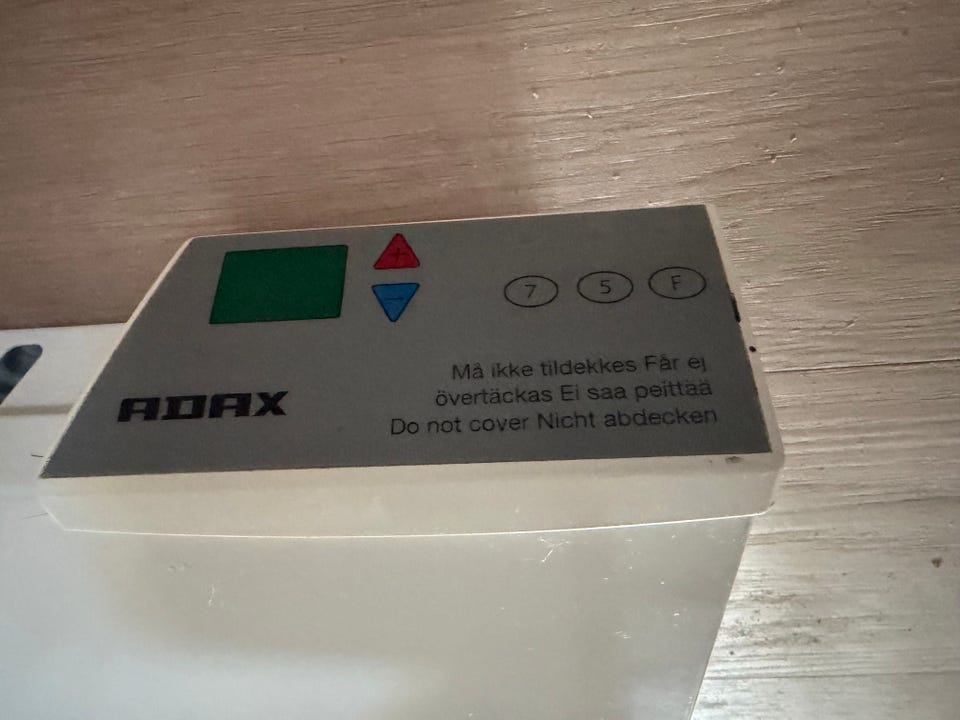 +
−
7 5 F
ADAX
Må ikke tildekkes Får ej
övertäckas Ei saa peittää
Do not cover Nicht abdecken